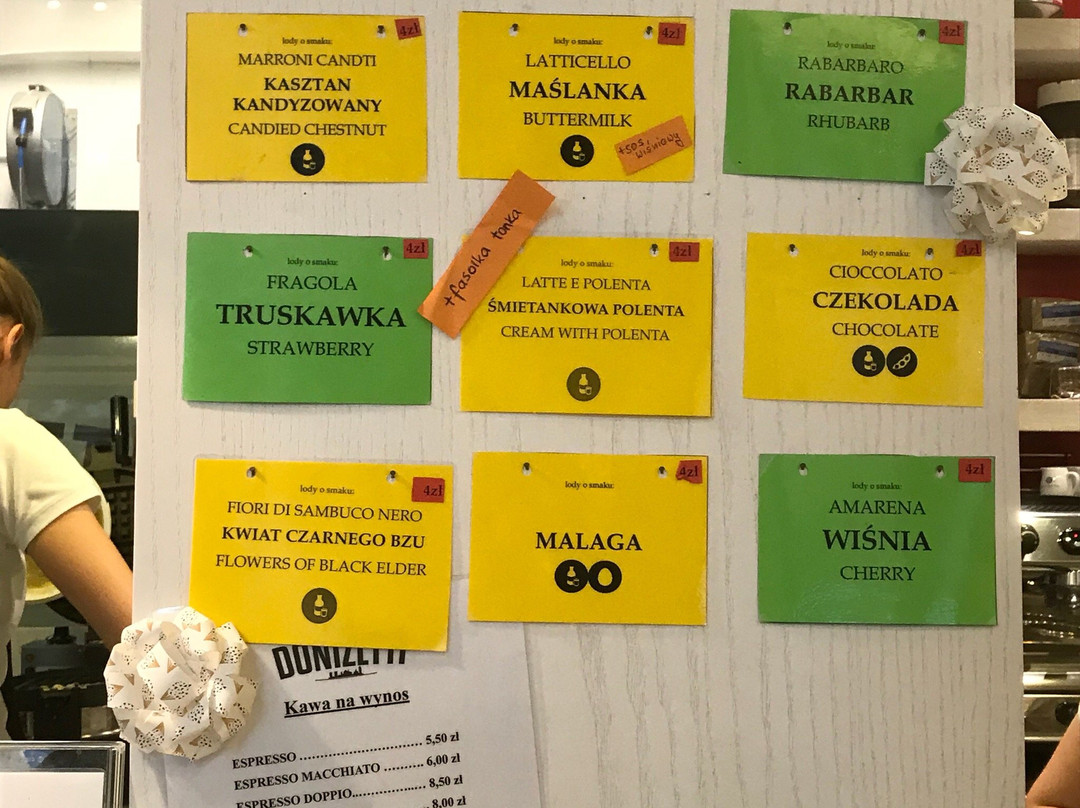 4zł
lody o smaku:
MARRONI CANDTI
KASZTAN
KANDYZOWANY
CANDIED CHESTNUT
4zł
lody o smaku:
LATTICELLO
MAŚLANKA
BUTTERMILK
+sos
wiśniowy
4zł
lody o smaku:
RABARBARO
RABARBAR
RHUBARB
4zł
lody o smaku:
FRAGOLA
TRUSKAWKA
STRAWBERRY
+fasolka tonka
4zł
lody o smaku:
LATTE E POLENTA
ŚMIETANKOWA POLENTA
CREAM WITH POLENTA
4zł
lody o smaku:
CIOCCOLATO
CZEKOLADA
CHOCOLATE
4zł
lody o smaku:
FIORI DI SAMBUCO NERO
KWIAT CZARNEGO BZU
FLOWERS OF BLACK ELDER
4zł
lody o smaku:
MALAGA
4zł
lody o smaku:
AMARENA
WIŚNIA
CHERRY
DONIZETTI
Kawa na wynos
ESPRESSO ........................ 5,50 zł
ESPRESSO MACCHIATO .......... 6,00 zł
ESPRESSO DOPPIO.................. 8,50 zł
8,00 zł